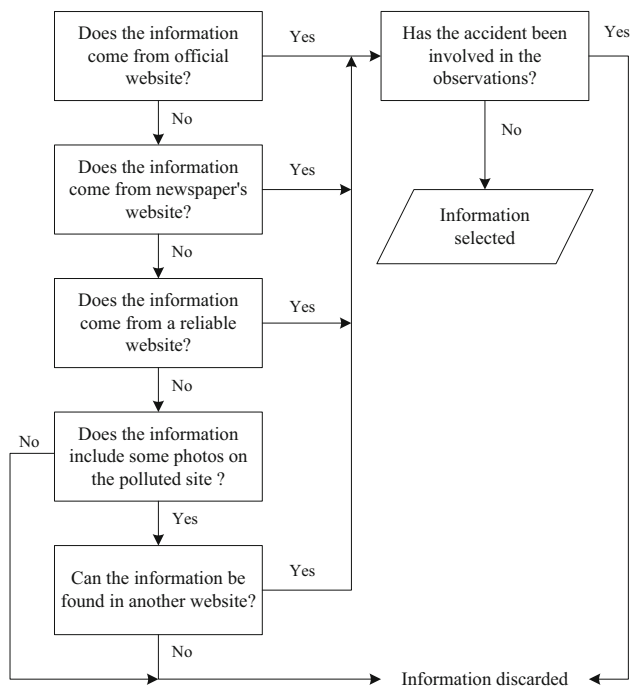 Does the information
come from official
website?
Yes
Has the accident been
involved in the
observations?
Yes
No
No
Does the information
come from newspaper's
website?
Yes
Information
selected
No
Does the information
come from a reliable
website?
Yes
No
Does the information
include some photos on
the polluted site ?
No
Yes
Can the information be
found in another website?
Yes
No
Information discarded